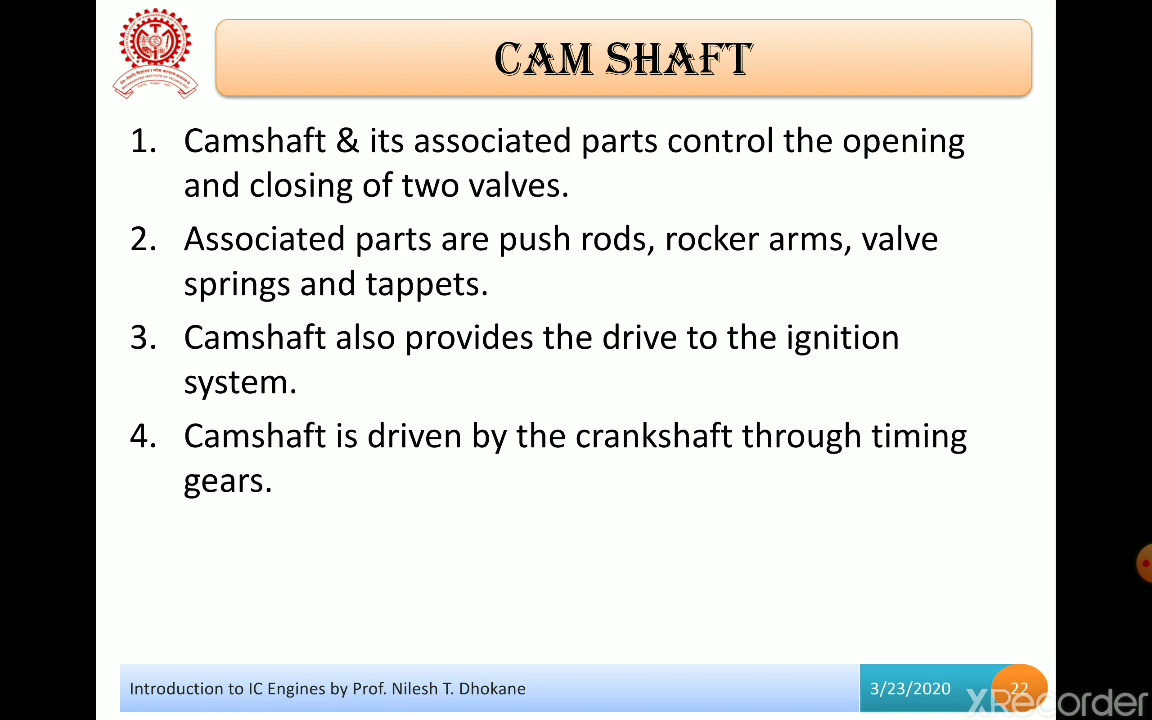 CAM SHAFT
1. Camshaft & its associated parts control the opening
and closing of two valves.
2. Associated parts are push rods, rocker arms, valve
springs and tappets.
3. Camshaft also provides the drive to the ignition
system.
4. Camshaft is driven by the crankshaft through timing
gears.
Introduction to IC Engines by Prof. Nilesh T. Dhokane
3/23/2020
22
XRecorder